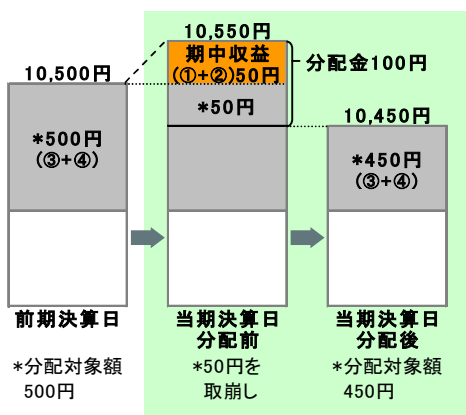 10,550円
期中収益
(①+②)50円
分配金100円
10,500円
*50円
10,450円
*500円
(③+④)
*450円
(③+④)
前期決算日
当期決算日
分配前
当期決算日
分配後
*分配対象額
500円
*50円を
取崩し
*分配対象額
450円